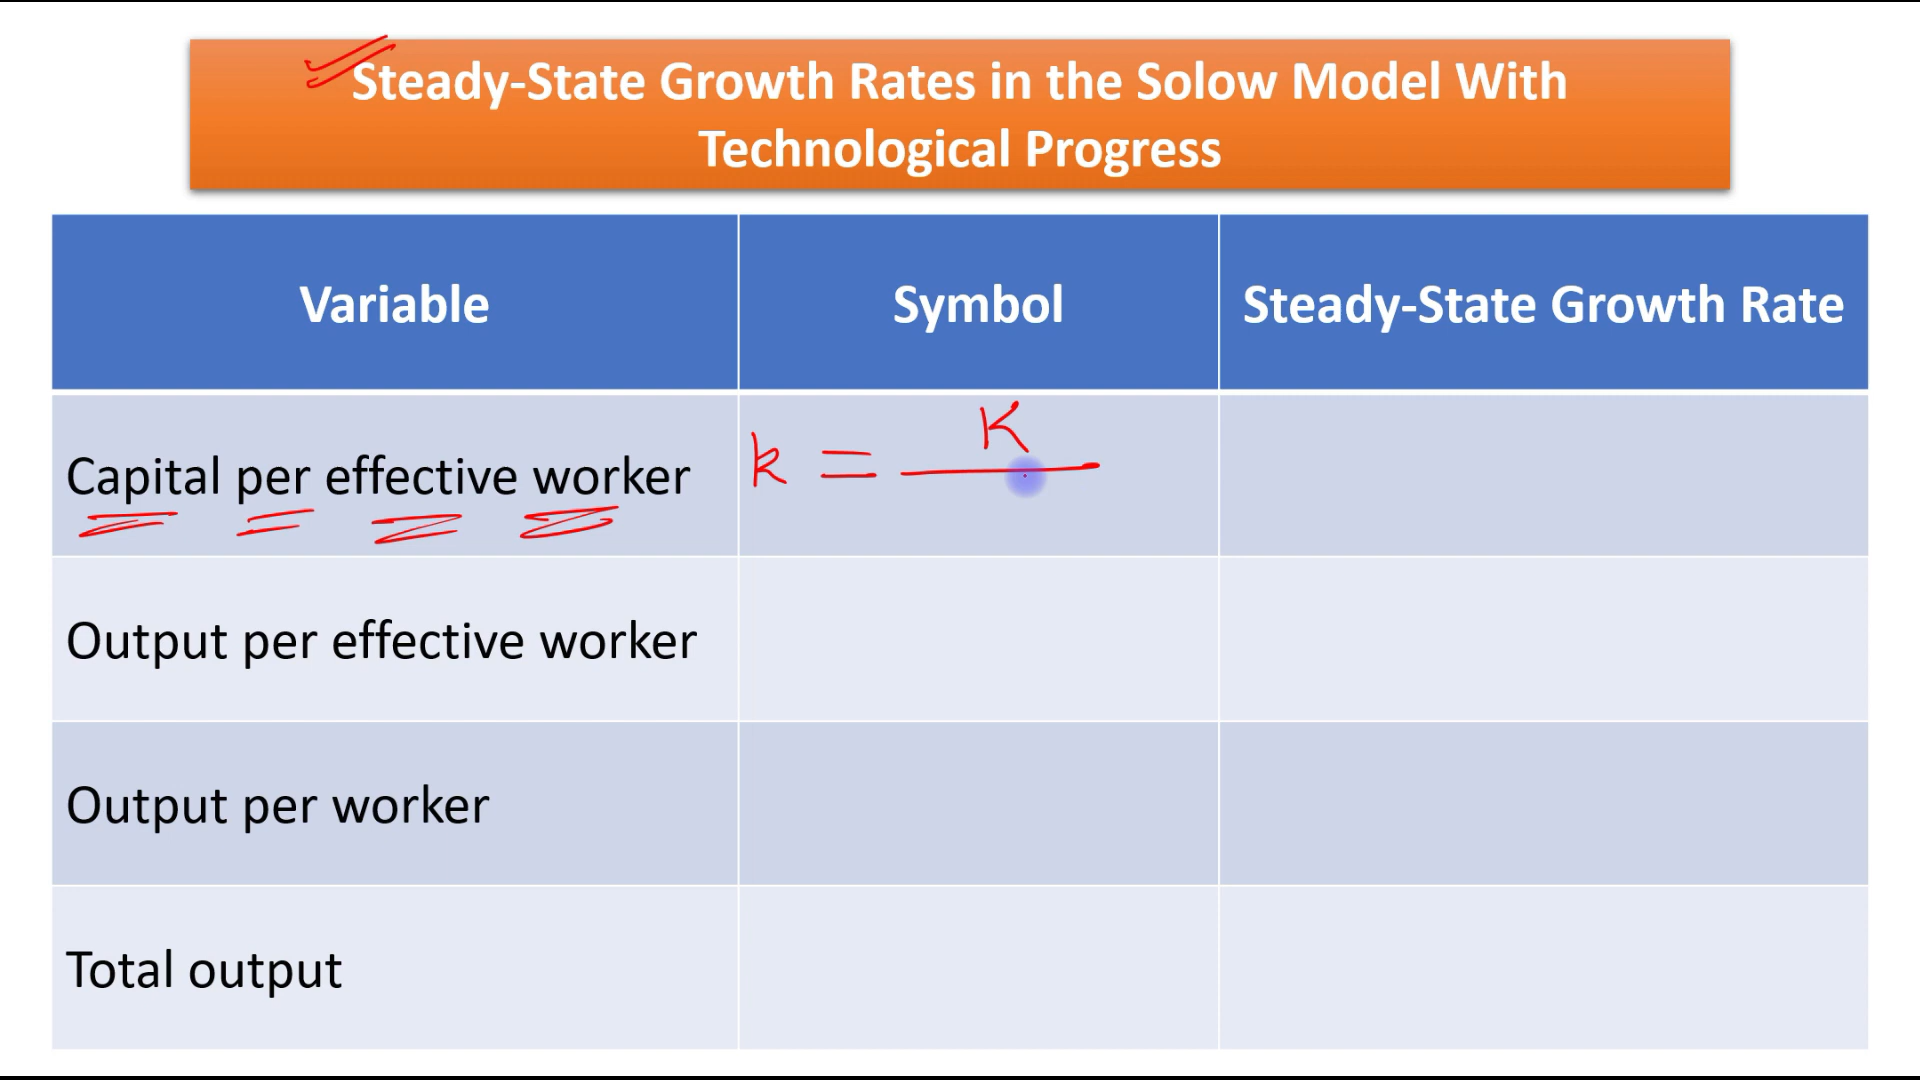 Steady-State Growth Rates in the Solow Model With
Technological Progress
Variable Symbol Steady-State Growth Rate
Capital per effective worker k = K
Output per effective worker
Output per worker
Total output